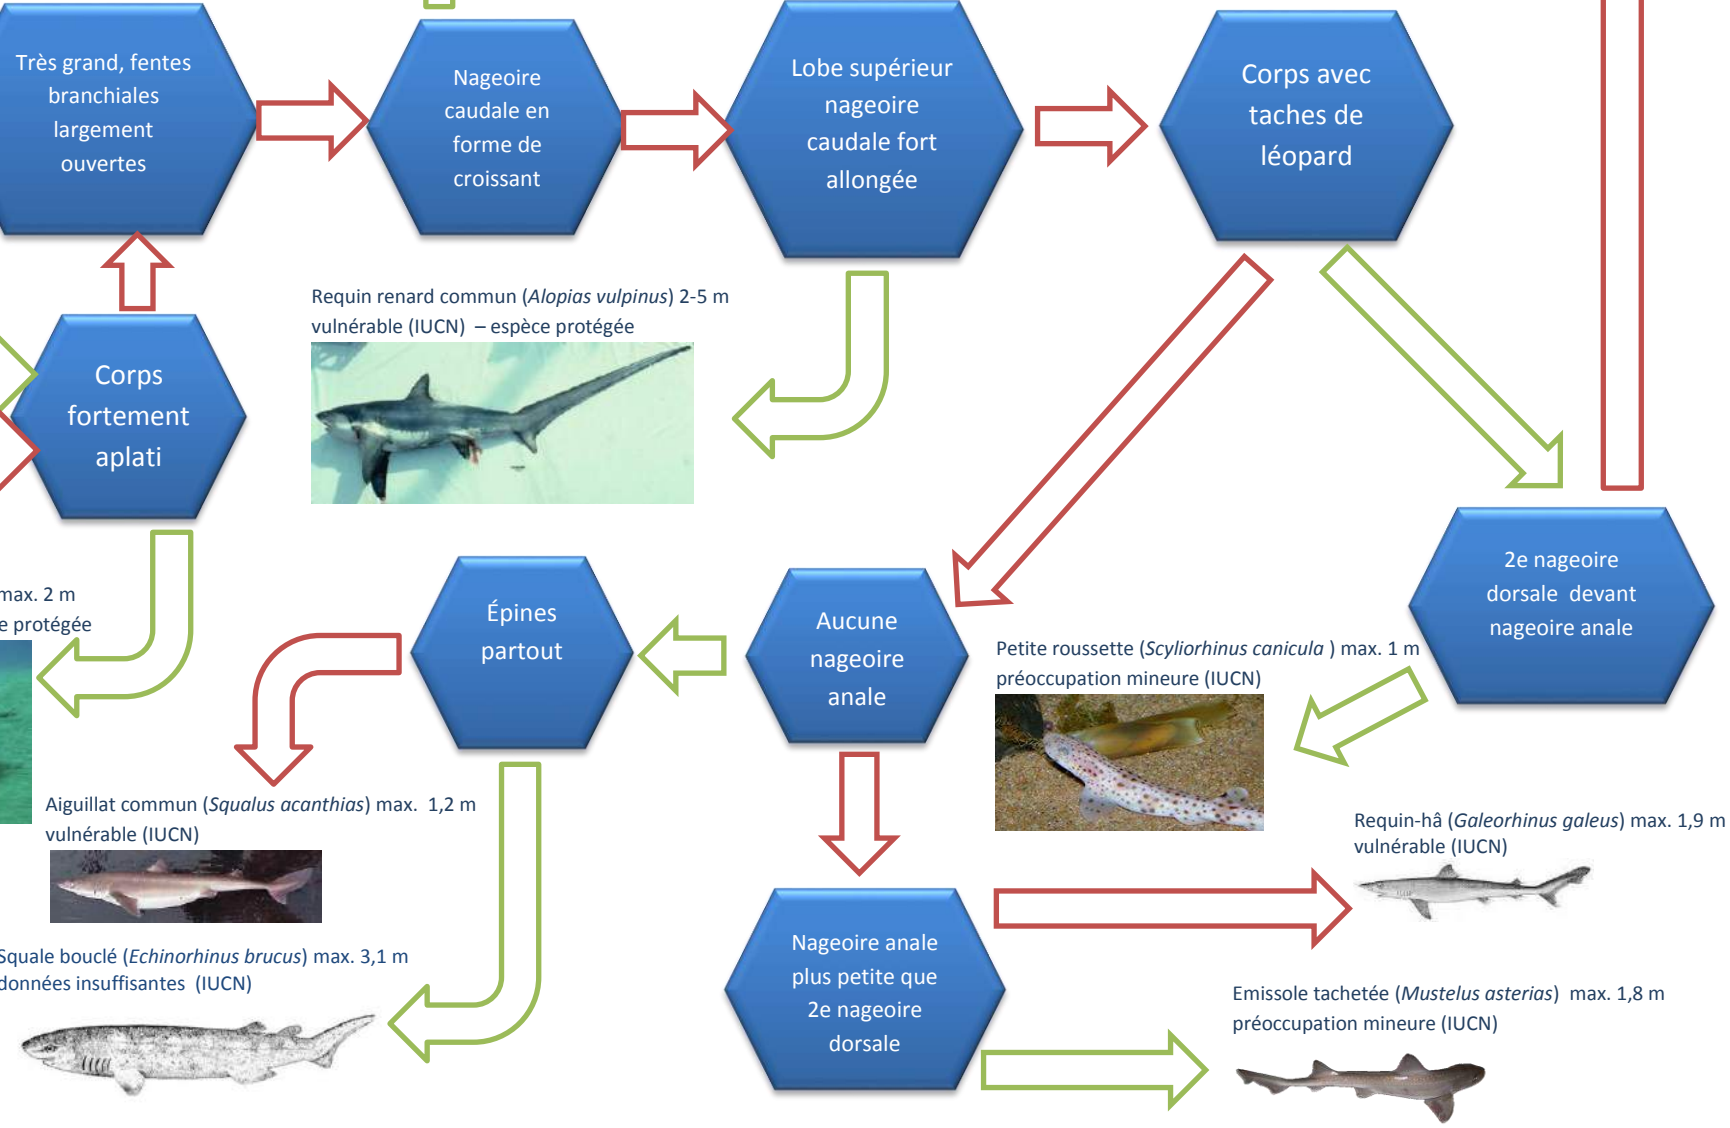 Très grand, fentes
branchiales
largement
ouvertes
Nageoire
caudale en
forme de
croissant
Lobe supérieur
nageoire
caudale fort
allongée
Corps avec
taches de
léopard
Requin renard commun (Alopias vulpinus) 2-5 m
vulnérable (IUCN) – espèce protégée
Corps
fortement
aplati
max. 2 m
e protégée
Épines
partout
Aucune
nageoire
anale
2e nageoire
dorsale devant
nageoire anale
Petite roussette (Scyliorhinus canicula ) max. 1 m
préoccupation mineure (IUCN)
Aiguillat commun (Squalus acanthias) max. 1,2 m
vulnérable (IUCN)
Requin-hâ (Galeorhinus galeus) max. 1,9 m
vulnérable (IUCN)
Squale bouclé (Echinorhinus brucus) max. 3,1 m
données insuffisantes (IUCN)
Nageoire anale
plus petite que
2e nageoire
dorsale
Emissole tachetée (Mustelus asterias) max. 1,8 m
préoccupation mineure (IUCN)